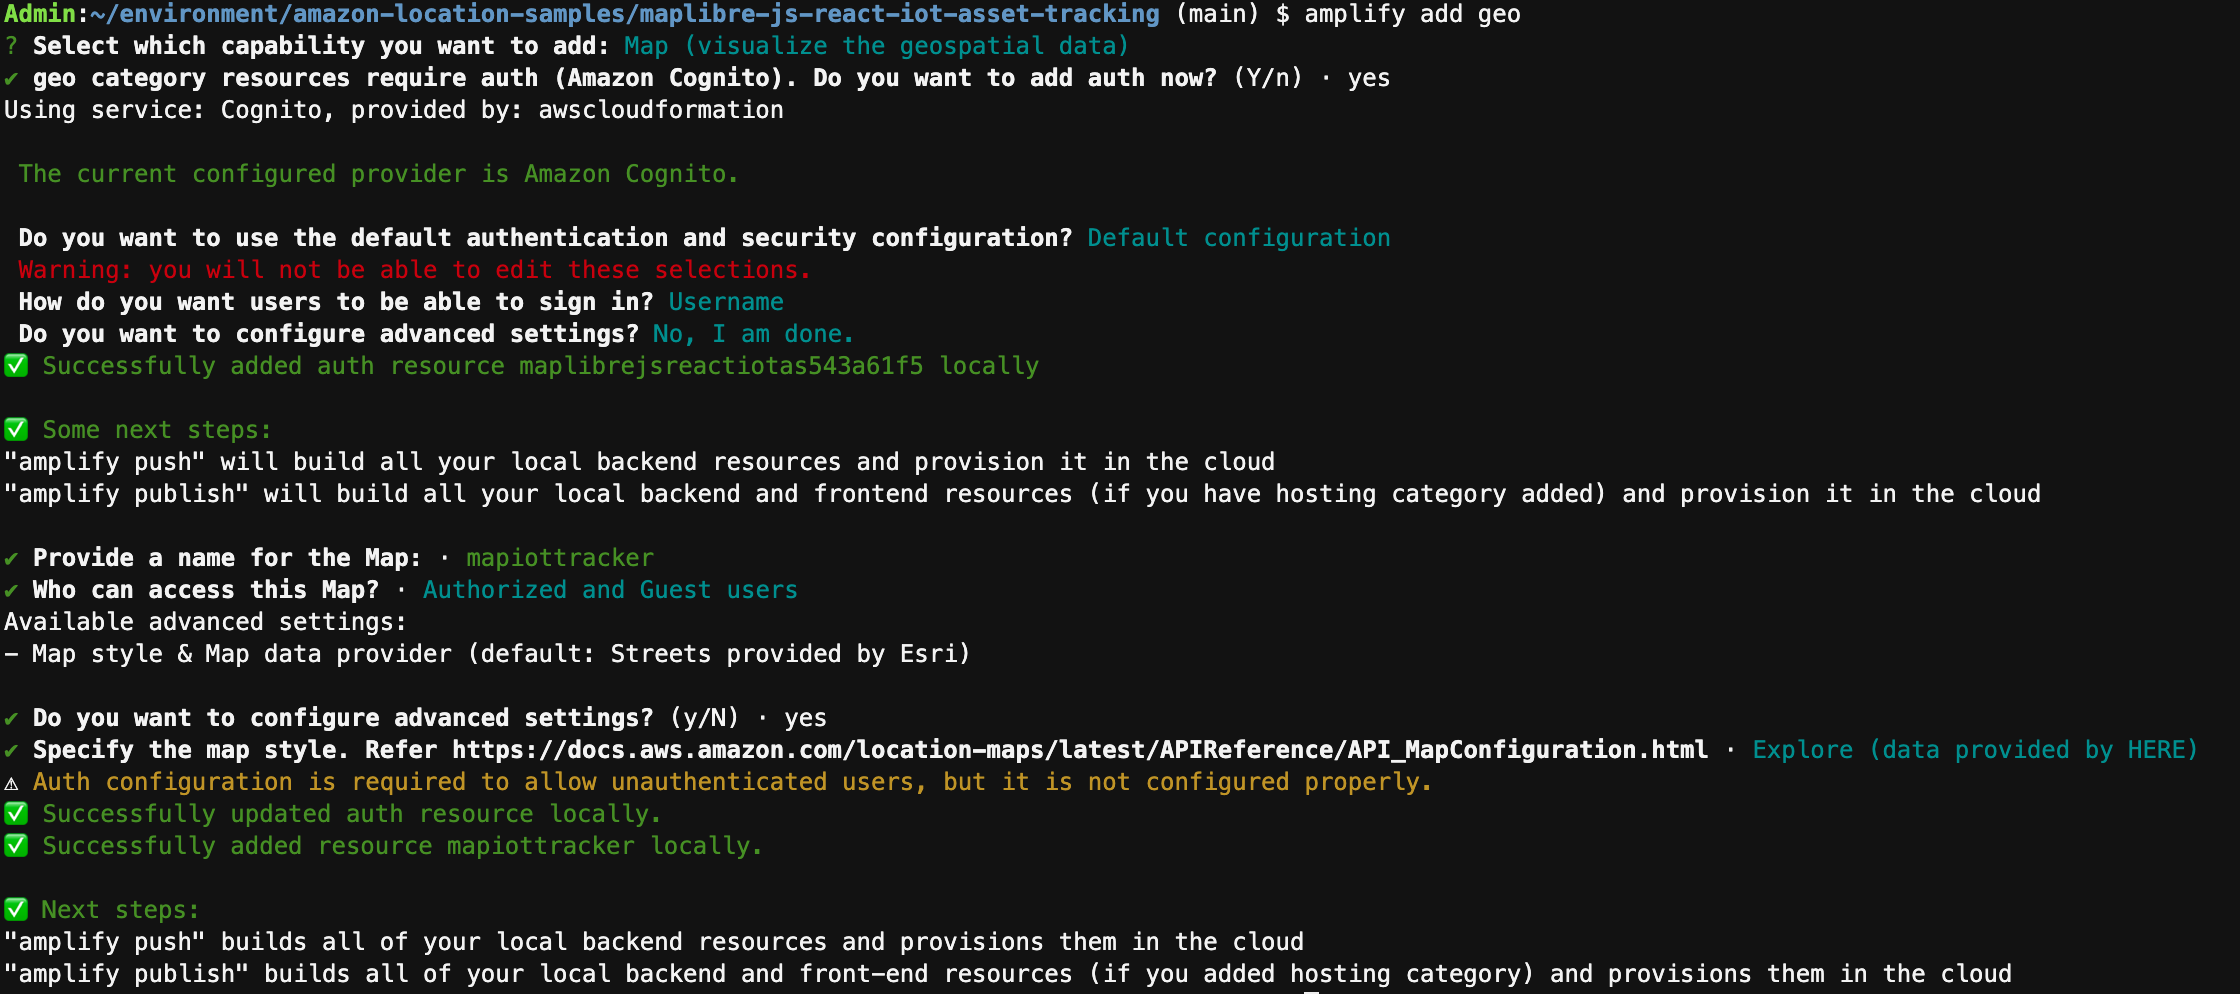 Admin:~/environment/amazon-location-samples/maplibre-js-react-iot-asset-tracking (main) $ amplify add geo
? Select which capability you want to add: Map (visualize the geospatial data)
✔ geo category resources require auth (Amazon Cognito). Do you want to add auth now? (Y/n) · yes
Using service: Cognito, provided by: awscloudformation
The current configured provider is Amazon Cognito.
Do you want to use the default authentication and security configuration? Default configuration
Warning: you will not be able to edit these selections.
How do you want users to be able to sign in? Username
Do you want to configure advanced settings? No, I am done.
✅ Successfully added auth resource maplibrejsreactiotas543a61f5 locally
✅ Some next steps:
"amplify push" will build all your local backend resources and provision it in the cloud
"amplify publish" will build all your local backend and frontend resources (if you have hosting category added) and provision it in the cloud
✔ Provide a name for the Map: · mapiottracker
✔ Who can access this Map? · Authorized and Guest users
Available advanced settings:
- Map style & Map data provider (default: Streets provided by Esri)
✔ Do you want to configure advanced settings? (y/N) · yes
✔ Specify the map style. Refer https://docs.aws.amazon.com/location-maps/latest/APIReference/API_MapConfiguration.html · Explore (data provided by HERE)
⚠ Auth configuration is required to allow unauthenticated users, but it is not configured properly.
✅ Successfully updated auth resource locally.
✅ Successfully added resource mapiottracker locally.
✅ Next steps:
"amplify push" builds all of your local backend resources and provisions them in the cloud
"amplify publish" builds all of your local backend and front-end resources (if you added hosting category) and provisions them in the cloud